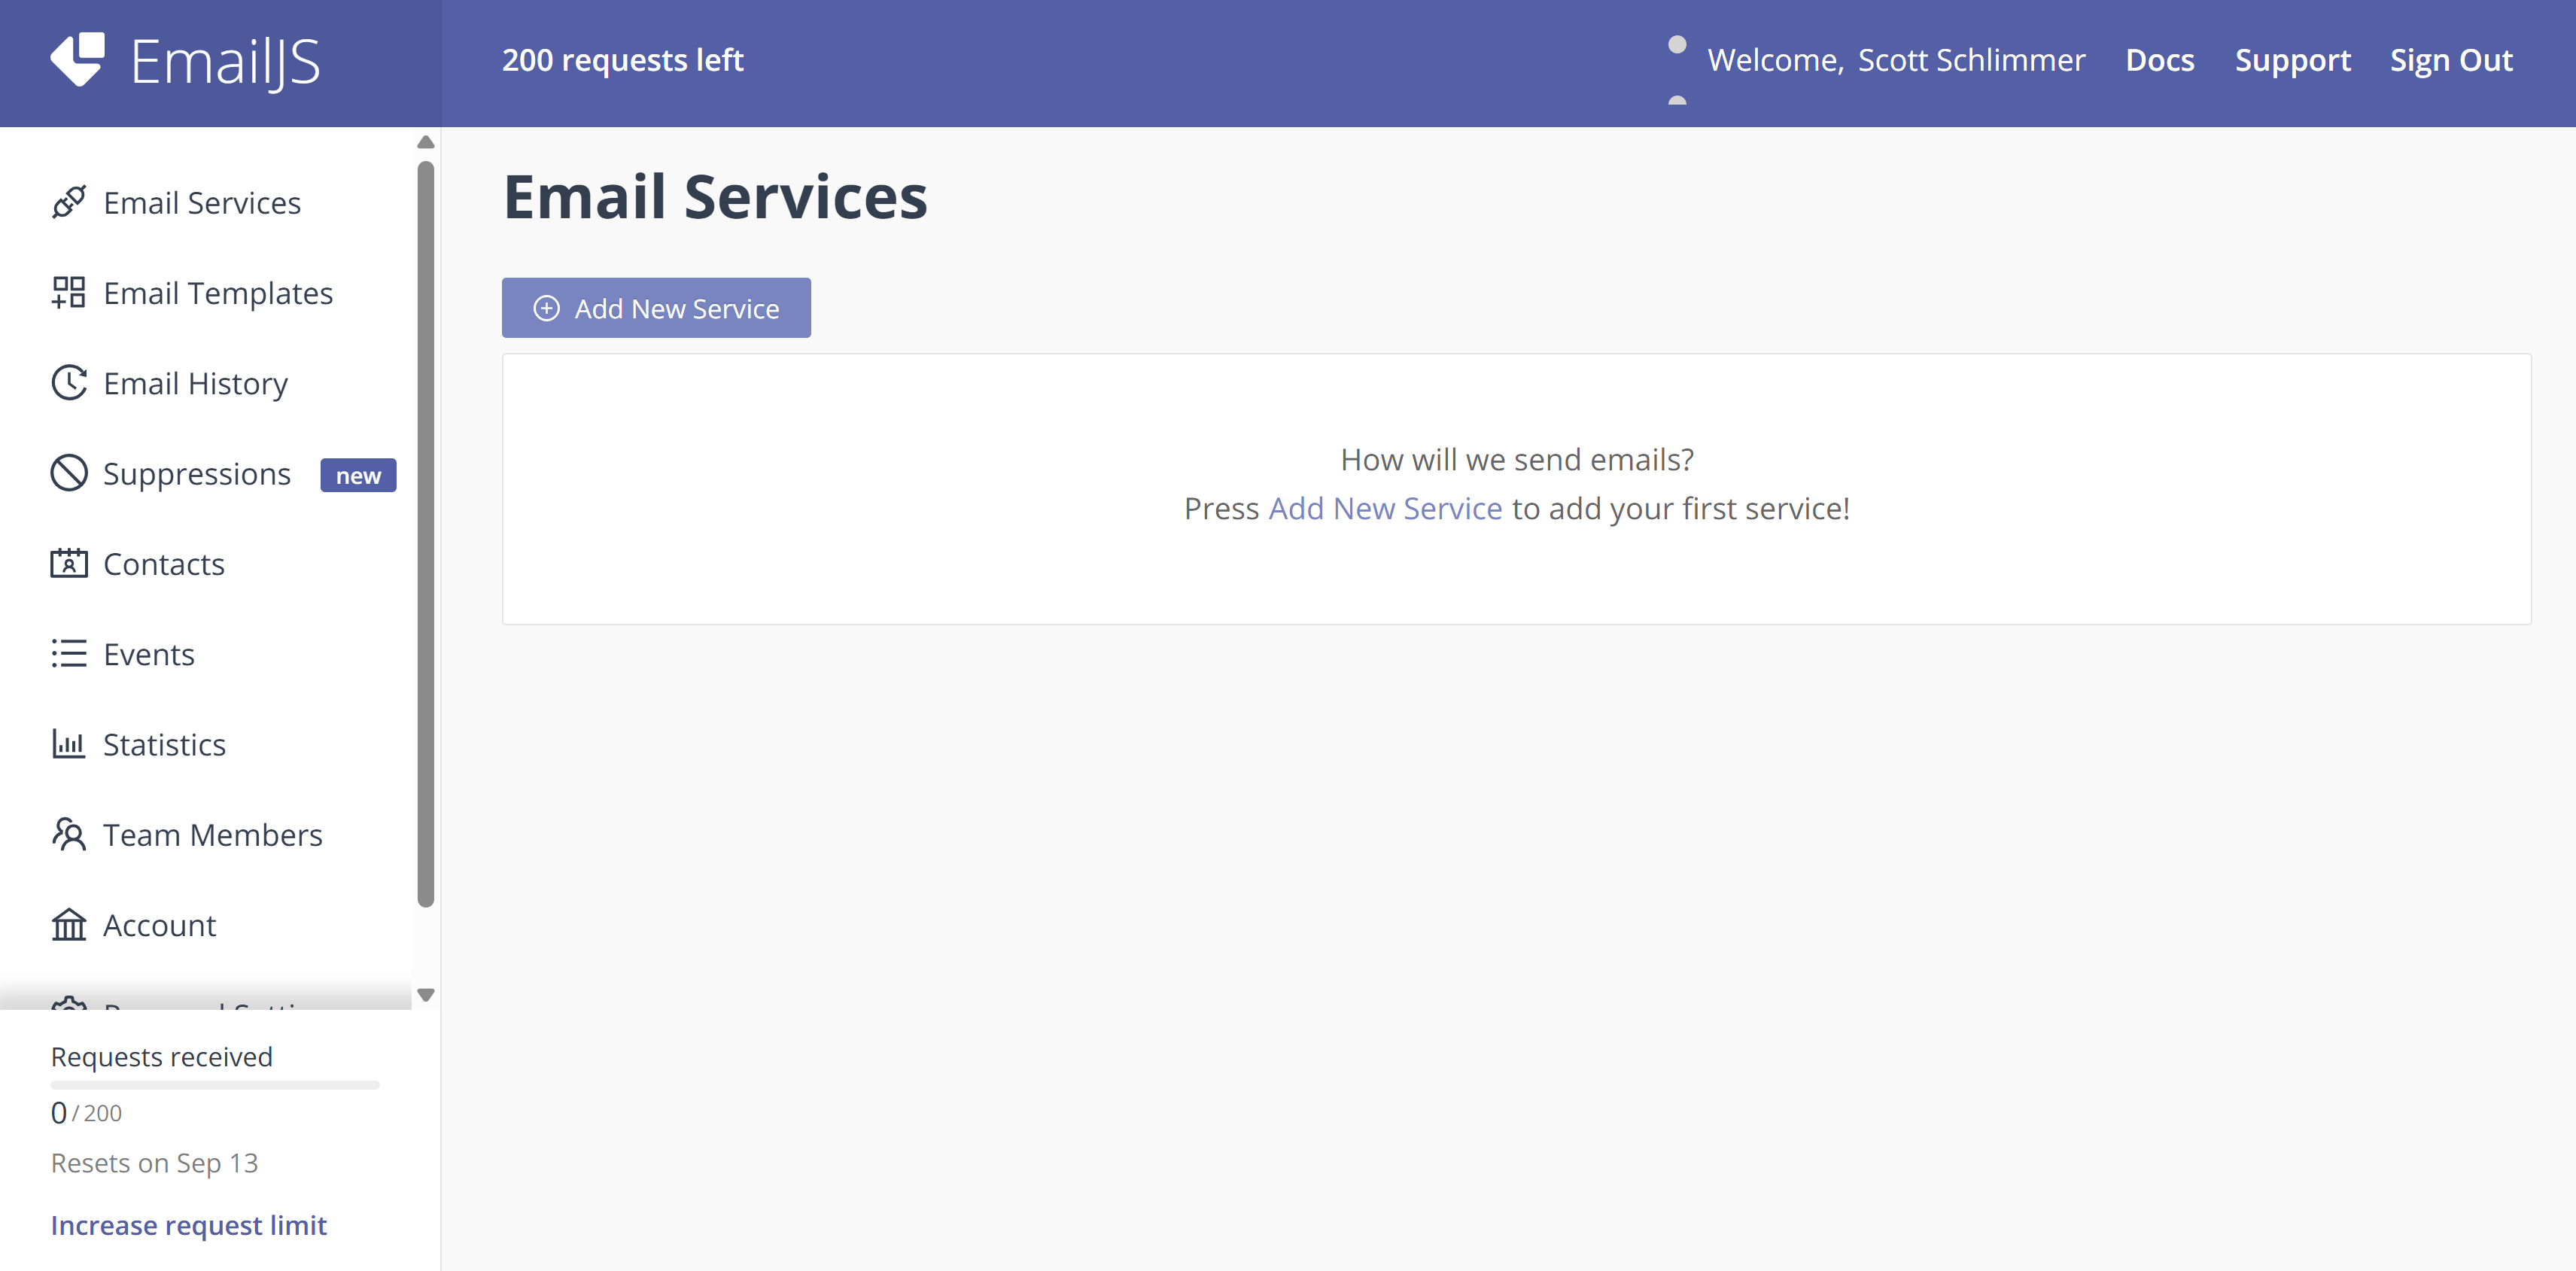 EmailJS
200 requests left
Welcome, Scott Schlimmer
Docs
Support
Sign Out
Email Services
Email Templates
Email History
Suppressions new
Contacts
Events
Statistics
Team Members
Account
Requests received
0 / 200
Resets on Sep 13
Increase request limit
Email Services
Add New Service
How will we send emails?
Press Add New Service to add your first service!